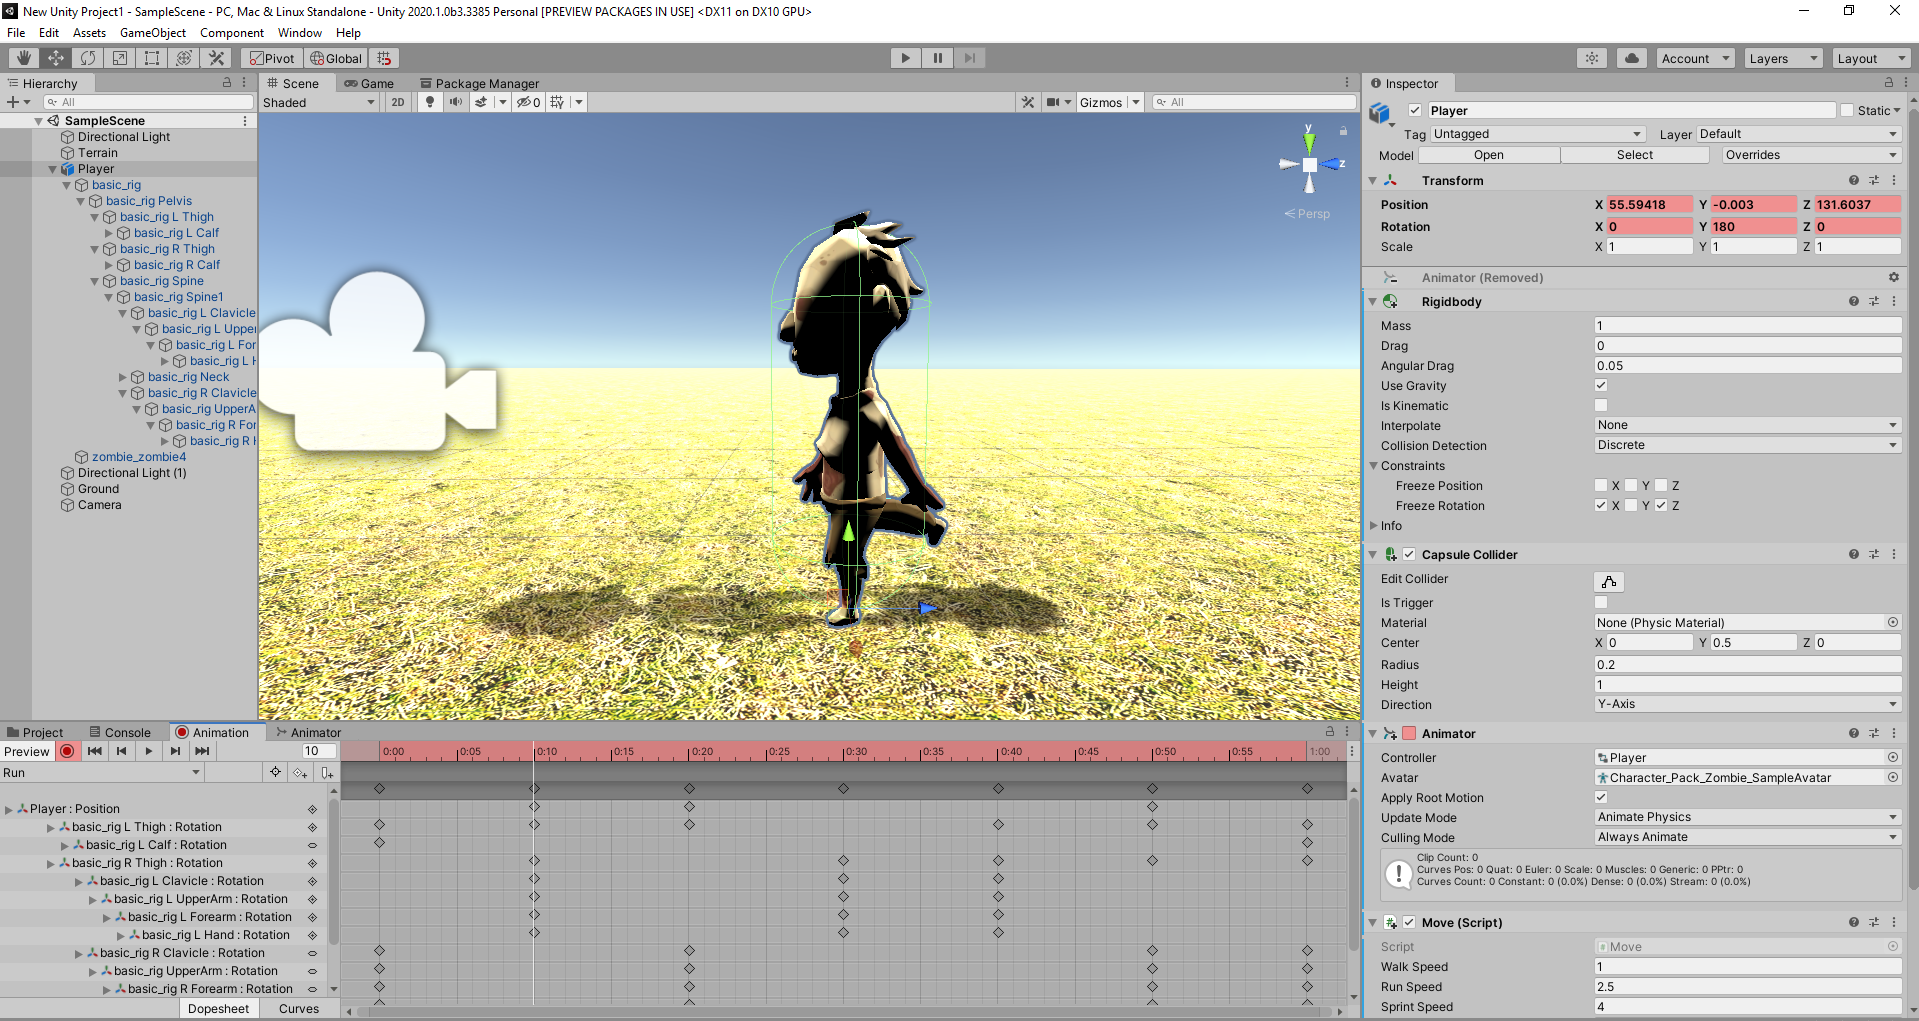 New Unity Project1 - SampleScene - PC, Mac & Linux Standalone - Unity 2020.1.0b3.3385 Personal [PREVIEW PACKAGES IN USE] <DX11 on DX10 GPU>
File Edit Assets GameObject Component Window Help
Pivot Global Account Layers Layout
Hierarchy
All
SampleScene
Directional Light
Terrain
Player
basic_rig
basic_rig Pelvis
basic_rig L Thigh
basic_rig L Calf
basic_rig R Thigh
basic_rig R Calf
basic_rig Spine
basic_rig Spine1
basic_rig L Clavicle
basic_rig L Upper
basic_rig L For
basic_rig L H
basic_rig Neck
basic_rig R Clavicle
basic_rig UpperA
basic_rig R For
basic_rig R H
zombie_zombie4
Directional Light (1)
Ground
Camera
Scene Game Package Manager
Shaded 2D 0 Gizmos All
y
z
Persp
Inspector
Player Static
Tag Untagged Layer Default
Model Open Select Overrides
Transform
Position X 55.59418 Y -0.003 Z 131.6037
Rotation X 0 Y 180 Z 0
Scale X 1 Y 1 Z 1
Animator (Removed)
Rigidbody
Mass 1
Drag 0
Angular Drag 0.05
Use Gravity
Is Kinematic
Interpolate None
Collision Detection Discrete
Constraints
Freeze Position X Y Z
Freeze Rotation X Y Z
Info
Capsule Collider
Edit Collider
Is Trigger
Material None (Physic Material)
Center X 0 Y 0.5 Z 0
Radius 0.2
Height 1
Direction Y-Axis
Animator
Controller Player
Avatar Character_Pack_Zombie_SampleAvatar
Apply Root Motion
Update Mode Animate Physics
Culling Mode Always Animate
Clip Count: 0
Curves Pos: 0 Quat: 0 Euler: 0 Scale: 0 Muscles: 0 Generic: 0 PPtr: 0
Curves Count: 0 Constant: 0 (0.0%) Dense: 0 (0.0%) Stream: 0 (0.0%)
Move (Script)
Script Move
Walk Speed 1
Run Speed 2.5
Sprint Speed 4
Project Console Animation Animator
Preview 10 0:00 0:05 0:10 0:15 0:20 0:25 0:30 0:35 0:40 0:45 0:50 0:55 1:00
Run
Player : Position
basic_rig L Thigh : Rotation
basic_rig L Calf : Rotation
basic_rig R Thigh : Rotation
basic_rig L Clavicle : Rotation
basic_rig L UpperArm : Rotation
basic_rig L Forearm : Rotation
basic_rig L Hand : Rotation
basic_rig R Clavicle : Rotation
basic_rig UpperArm : Rotation
basic_rig R Forearm : Rotation
Dopesheet Curves